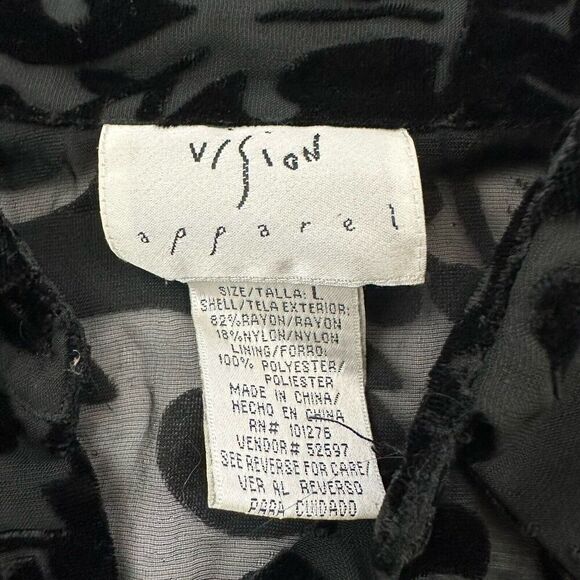 VISION
apparel
SIZE/TALLA: L
SHELL/TELA EXTERIOR:
82%RAYON/RAYON
18%NYLON/NYLON
LINING/FORRO:
100% POLYESTER/
POLIESTER
MADE IN CHINA/
HECHO EN CHINA
RN# 101276
VENDOR# 52597
SEE REVERSE FOR CARE/
VER AL REVERSO
PARA CUIDADO